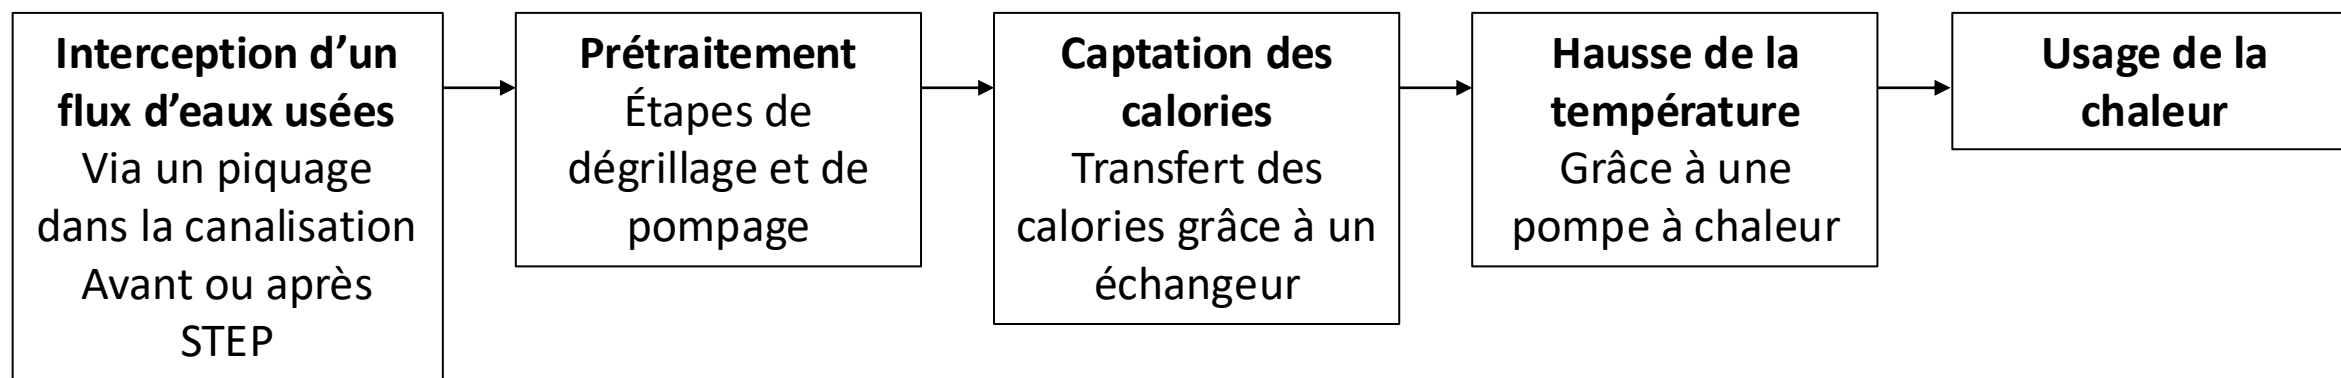 Interception d’un
flux d’eaux usées
Via un piquage
dans la canalisation
Avant ou après
STEP
Prétraitement
Étapes de
dégrillage et de
pompage
Captation des
calories
Transfert des
calories grâce à un
échangeur
Hausse de la
température
Grâce à une
pompe à chaleur
Usage de la
chaleur